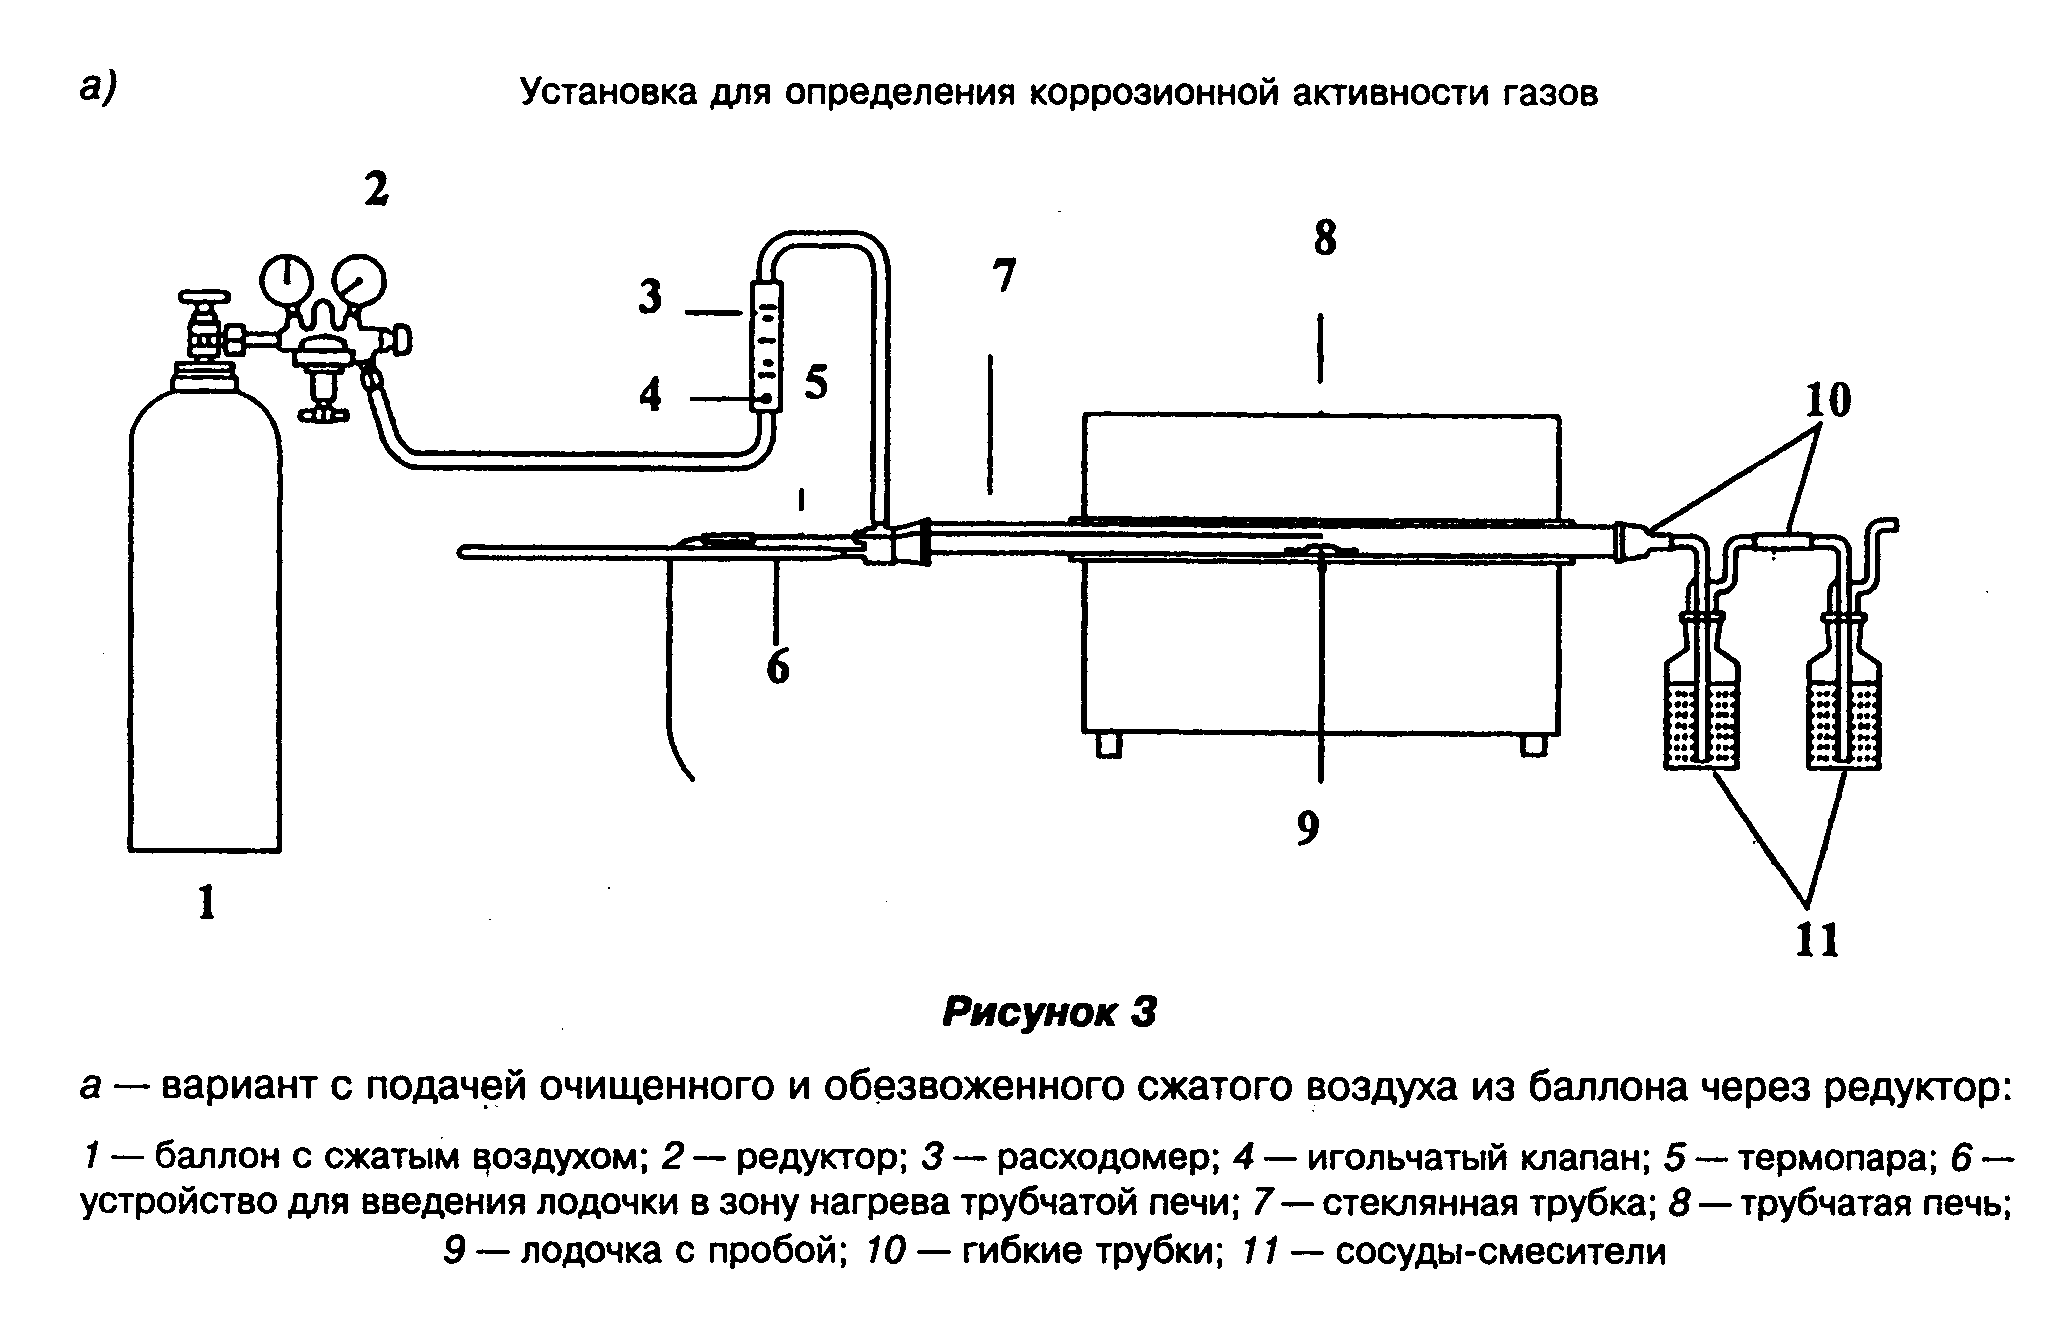 а) Установка для определения коррозионной активности газов
2
8
7
3
5
4
10
6
9
1
11
Рисунок 3
а — вариант с подачей очищенного и обезвоженного сжатого воздуха из баллона через редуктор:
1 — баллон с сжатым воздухом; 2 — редуктор; 3 — расходомер; 4 — игольчатый клапан; 5 — термопара; 6 —
устройство для введения лодочки в зону нагрева трубчатой печи; 7 — стеклянная трубка; 8 — трубчатая печь;
9 — лодочка с пробой; 10 — гибкие трубки; 11 — сосуды-смесители